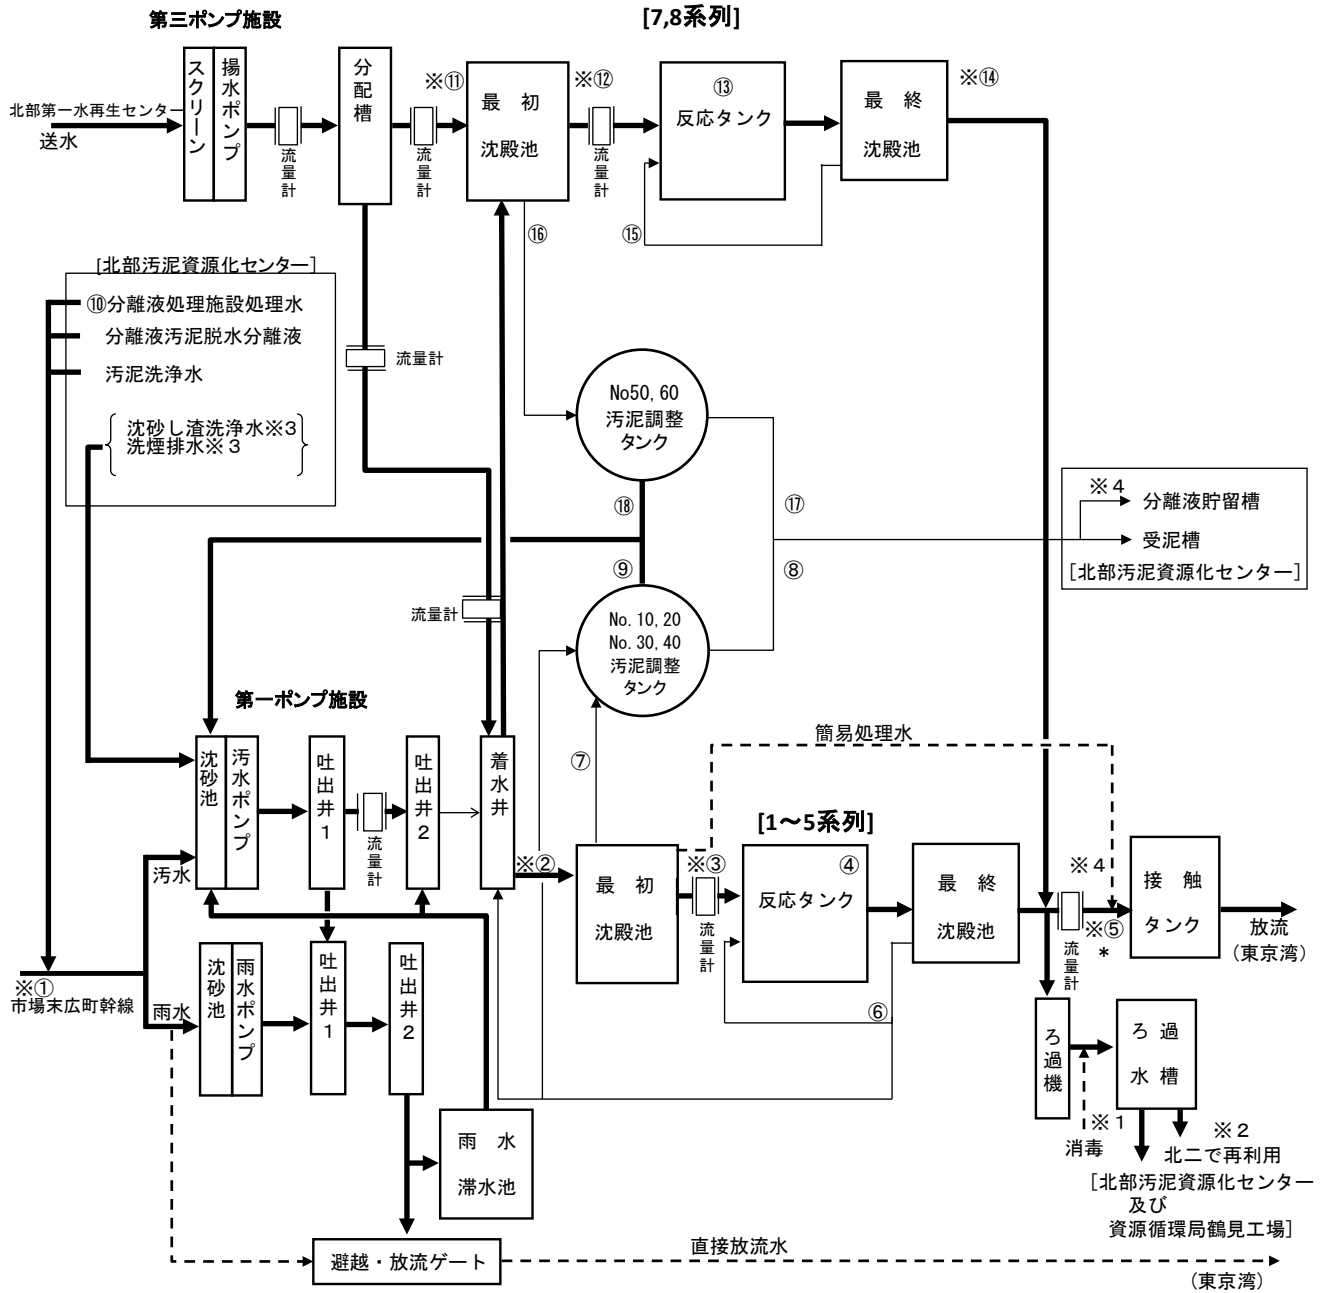 第三ポンプ施設
[7,8系列]
スクリーン
揚水ポンプ
分配槽
※⑪
最 初
沈殿池
※⑫
⑬
反応タンク
最 終
沈殿池
※⑭
北部第一水再生センター
送水
流量計
流量計
流量計
⑯
⑮
[北部汚泥資源化センター]
⑩分離液処理施設処理水
分離液汚泥脱水分離液
汚泥洗浄水
沈砂し渣洗浄水※3
洗煙排水※３
流量計
No50, 60
汚泥調整
タンク
⑱
⑰
※４
分離液貯留槽
受泥槽
[北部汚泥資源化センター]
⑨
⑧
流量計
No. 10, 20
No. 30, 40
汚泥調整
タンク
第一ポンプ施設
簡易処理水
⑦
沈砂池
汚水ポンプ
吐出井１
流量計
吐出井２
着水井
[1～5系列]
※②
最 初
沈殿池
※③
流量計
④
反応タンク
最 終
沈殿池
※４
※⑤
*
流量計
接 触
タンク
放流
(東京湾)
汚水
※①
市場末広町幹線
雨水
沈砂池
雨水ポンプ
吐出井１
吐出井２
⑥
ろ過機
ろ 過
水 槽
※１
消毒
※２
北二で再利用
[北部汚泥資源化センター
及び
資源循環局鶴見工場]
雨 水
滞水池
避越・放流ゲート
直接放流水
(東京湾)